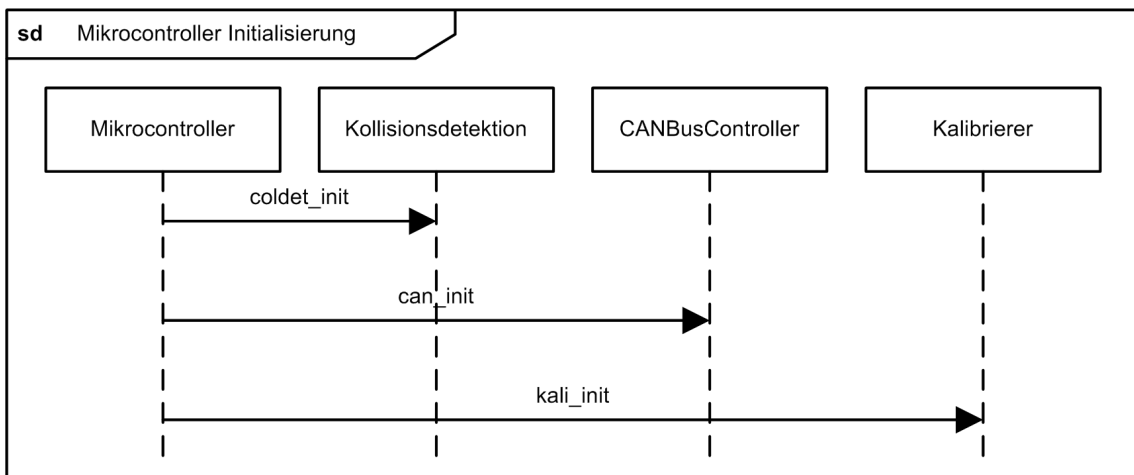 sd Mikrocontroller Initialisierung
Mikrocontroller
Kollisionsdetektion
CANBusController
Kalibrierer
coldet_init
can_init
kali_init